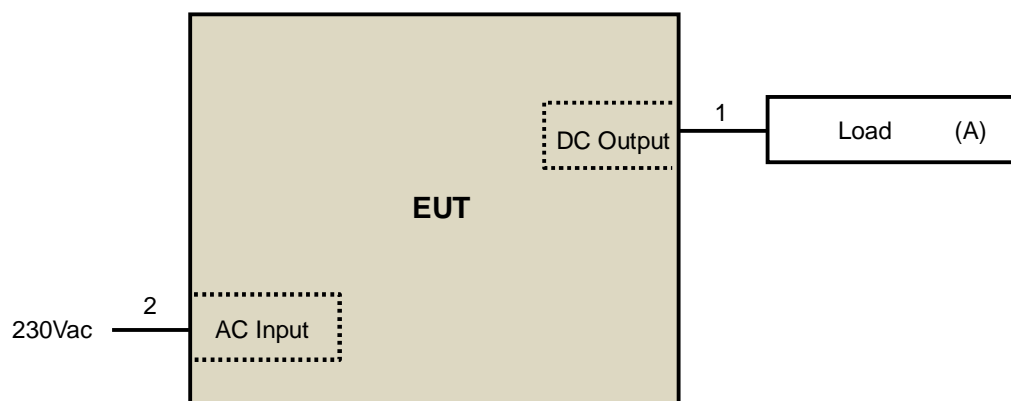 1
Load (A)
DC Output
EUT
2
230Vac
AC Input